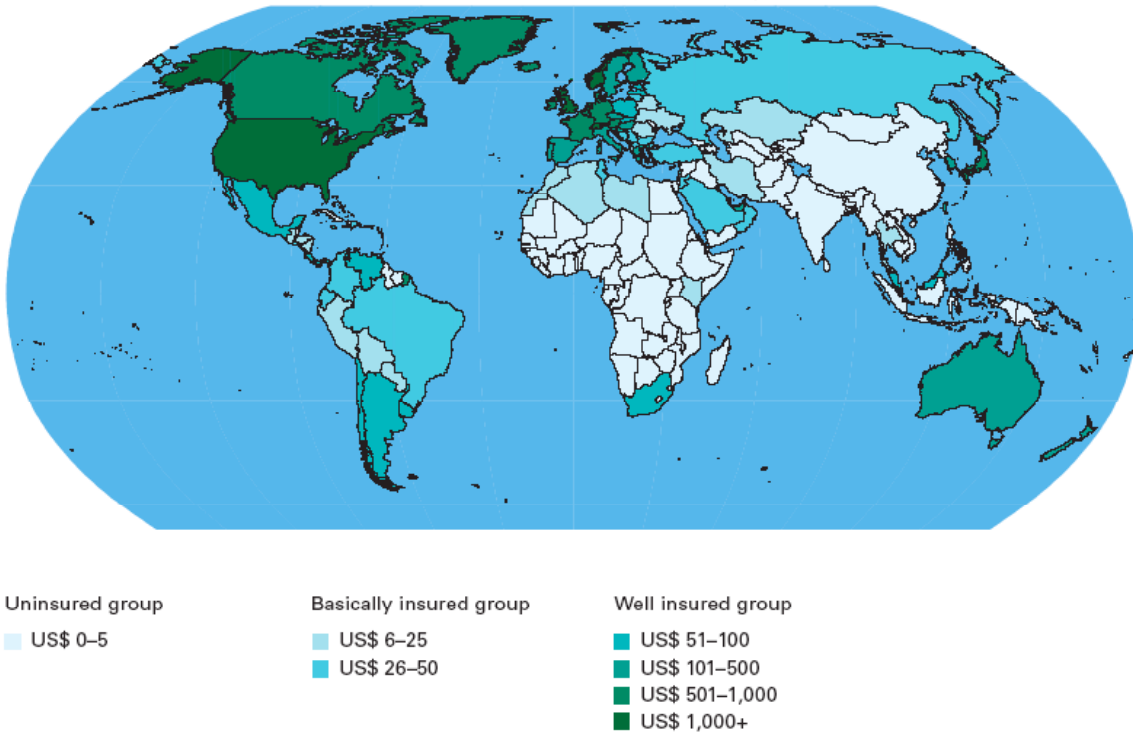 Uninsured group
US$ 0–5
Basically insured group
US$ 6–25
US$ 26–50
Well insured group
US$ 51–100
US$ 101–500
US$ 501–1,000
US$ 1,000+